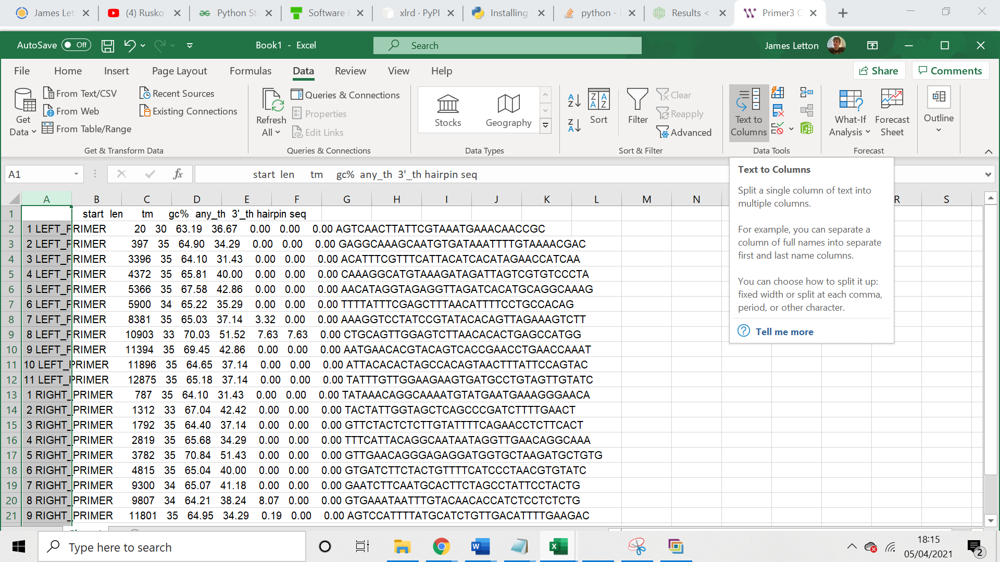 James Let
(4) Rusko
Python St
Software D
xlrd · PyPI
Installing
python - I
Results <
Primer3 O
AutoSave Off
Book1 - Excel
Search
James Letton
File Home Insert Page Layout Formulas Data Review View Help
Share Comments
From Text/CSV
From Web
From Table/Range
Recent Sources
Existing Connections
Get
Data
Get & Transform Data
Refresh
All
Queries & Connections
Properties
Edit Links
Queries & Connections
Stocks Geography
Data Types
Sort
Filter
Clear
Reapply
Advanced
Sort & Filter
Text to
Columns
Data Tools
What-If
Analysis
Forecast
Sheet
Forecast
Outline
A1
fx
start len tm gc% any_th 3'_th hairpin seq
Text to Columns
Split a single column of text into
multiple columns.
For example, you can separate a
column of full names into separate
first and last name columns.
You can choose how to split it up:
fixed width or split at each comma,
period, or other character.
Tell me more
A B C D E F G H I J K L M N R S
1 start len tm gc% any_th 3'_th hairpin seq
2 1 LEFT_PRIMER 20 30 63.19 36.67 0.00 0.00 0.00 AGTCAACTTATTCGTAAATGAAACAACCGC
3 2 LEFT_PRIMER 397 35 64.90 34.29 0.00 0.00 0.00 GAGGCAAAGCAATGTGATAAATTTTGTAAAACGAC
4 3 LEFT_PRIMER 3396 35 64.10 31.43 0.00 0.00 0.00 ACATTTCGTTTCATTACATCACATAGAACCATCAA
5 4 LEFT_PRIMER 4372 35 65.81 40.00 0.00 0.00 0.00 CAAAGGCATGTAAAGATAGATTAGTCGTGTCCCTA
6 5 LEFT_PRIMER 5366 35 67.58 42.86 0.00 0.00 0.00 AACATAGGTAGAGGTTAGATCACATGCAGGCAAAG
7 6 LEFT_PRIMER 5900 34 65.22 35.29 0.00 0.00 0.00 TTTTATTTCGAGCTTTAACATTTTCCTGCCACAG
8 7 LEFT_PRIMER 8381 35 65.03 37.14 3.32 0.00 0.00 AAAGGTCCTATCCGTATACACAGTTAGAAAGTCTT
9 8 LEFT_PRIMER 10903 33 70.03 51.52 7.63 7.63 0.00 CTGCAGTTGGAGTCTTAACACACTGAGCCATGG
10 9 LEFT_PRIMER 11394 35 69.45 42.86 0.00 0.00 0.00 AATGAACACGTACAGTCACCGAACCTGAACCAAAT
11 10 LEFT_PRIMER 11896 35 64.65 37.14 0.00 0.00 0.00 ATTACACACTAGCCACAGTAACTTTATTCCAGTAC
12 11 LEFT_PRIMER 12875 35 65.18 37.14 0.00 0.00 0.00 TATTTGTTGGAAGAAGTGATGCCTGTAGTTGTATC
13 1 RIGHT_PRIMER 787 35 64.10 31.43 0.00 0.00 0.00 TATAAACAGGCAAAATGTATGAATGAAAGGGAACA
14 2 RIGHT_PRIMER 1312 33 67.04 42.42 0.00 0.00 0.00 TACTATTGGTAGCTCAGCCCGATCTTTTGAACT
15 3 RIGHT_PRIMER 1792 35 64.40 37.14 0.00 0.00 0.00 GTTCTACTCTCTTGTATTTTCAGAACCTCTTCACT
16 4 RIGHT_PRIMER 2819 35 65.68 34.29 0.00 0.00 0.00 TTTCATTACAGGCAATAATAGGTTGAACAGGCAAA
17 5 RIGHT_PRIMER 3782 35 70.84 51.43 0.00 0.00 0.00 GTTGAACAGGGAGAGGATGGTGCTAAGATGCTGTG
18 6 RIGHT_PRIMER 4815 35 65.04 40.00 0.00 0.00 0.00 GTGATCTTCTACTGTTTTCATCCCTAACGTGTATC
19 7 RIGHT_PRIMER 9300 34 65.07 41.18 0.00 0.00 0.00 GAATCTTCAATGCACTTCTAGCCTATTCCTACTG
20 8 RIGHT_PRIMER 9807 34 64.21 38.24 8.07 0.00 0.00 GTGAAATAATTTGTACAACACCATCTCCTCTCTG
21 9 RIGHT_PRIMER 11801 35 64.95 34.29 0.19 0.00 0.00 AGTCCATTTTATGCATCTGTTGACATTTTGAAGAC
Type here to search
18:15
05/04/2021
2